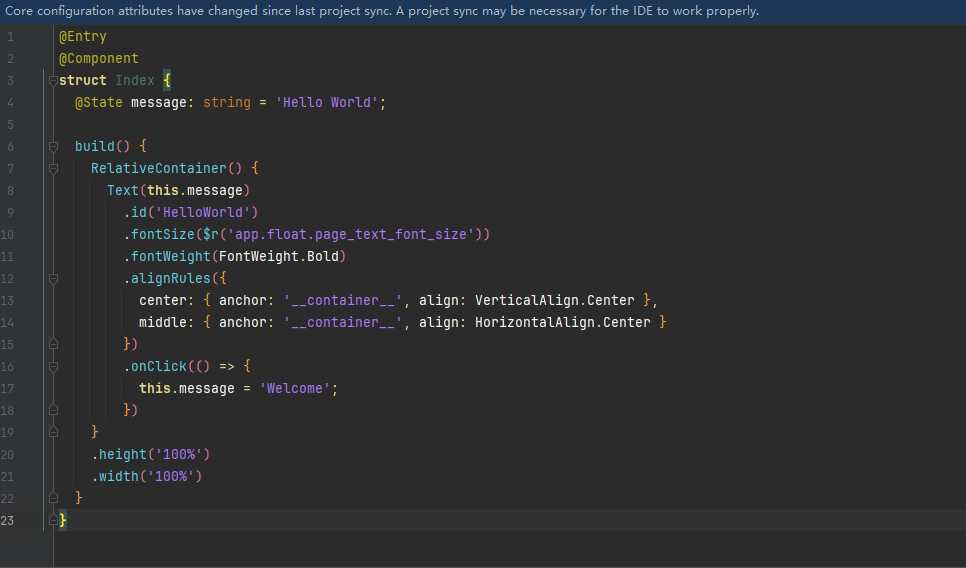 Core configuration attributes have changed since last project sync. A project sync may be necessary for the IDE to work properly.
1 @Entry
2 @Component
3 struct Index {
4   @State message: string = 'Hello World';
5
6   build() {
7     RelativeContainer() {
8       Text(this.message)
9         .id('HelloWorld')
10         .fontSize($r('app.float.page_text_font_size'))
11         .fontWeight(FontWeight.Bold)
12         .alignRules({
13           center: { anchor: '__container__', align: VerticalAlign.Center },
14           middle: { anchor: '__container__', align: HorizontalAlign.Center }
15         })
16         .onClick(() => {
17           this.message = 'Welcome';
18         })
19     }
20     .height('100%')
21     .width('100%')
22   }
23 }